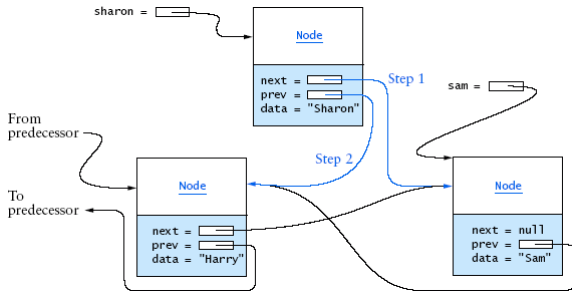 sharon =
Node
next =
prev =
data = "Sharon"
Step 1
sam =
From
predecessor
Step 2
To
predecessor
Node
next =
prev =
data = "Harry"
Node
next = null
prev =
data = "Sam"